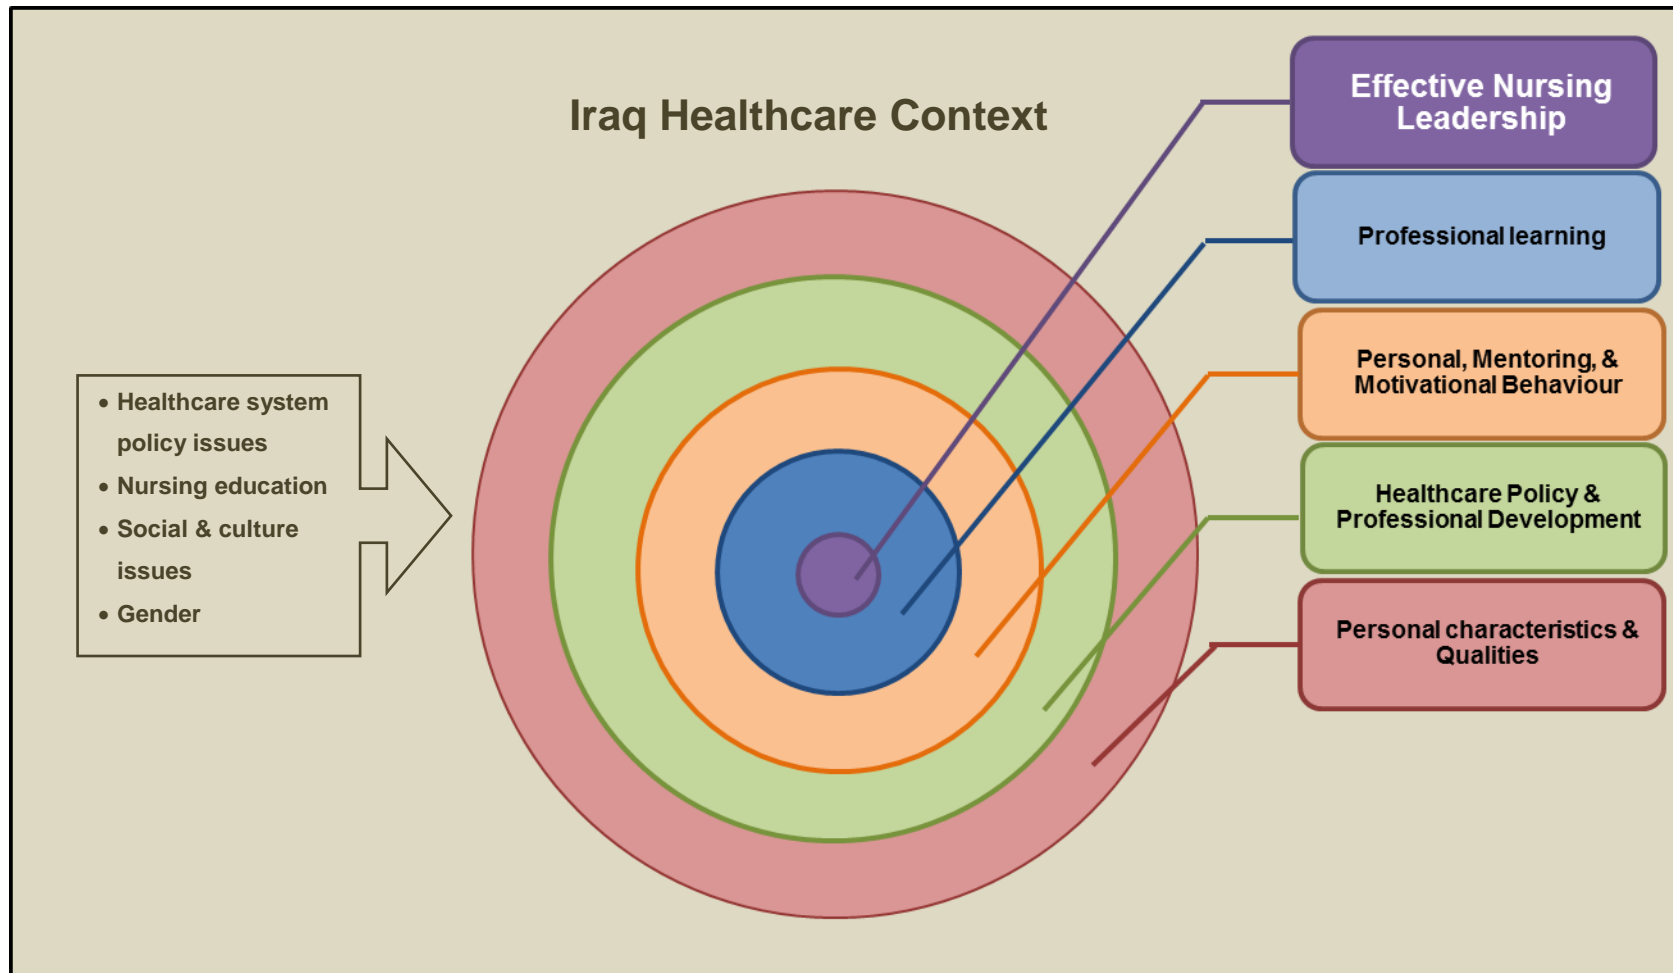 Iraq Healthcare Context
• Healthcare system
policy issues
• Nursing education
• Social & culture
issues
• Gender
Effective Nursing
Leadership
Professional learning
Personal, Mentoring, &
Motivational Behaviour
Healthcare Policy &
Professional Development
Personal characteristics &
Qualities